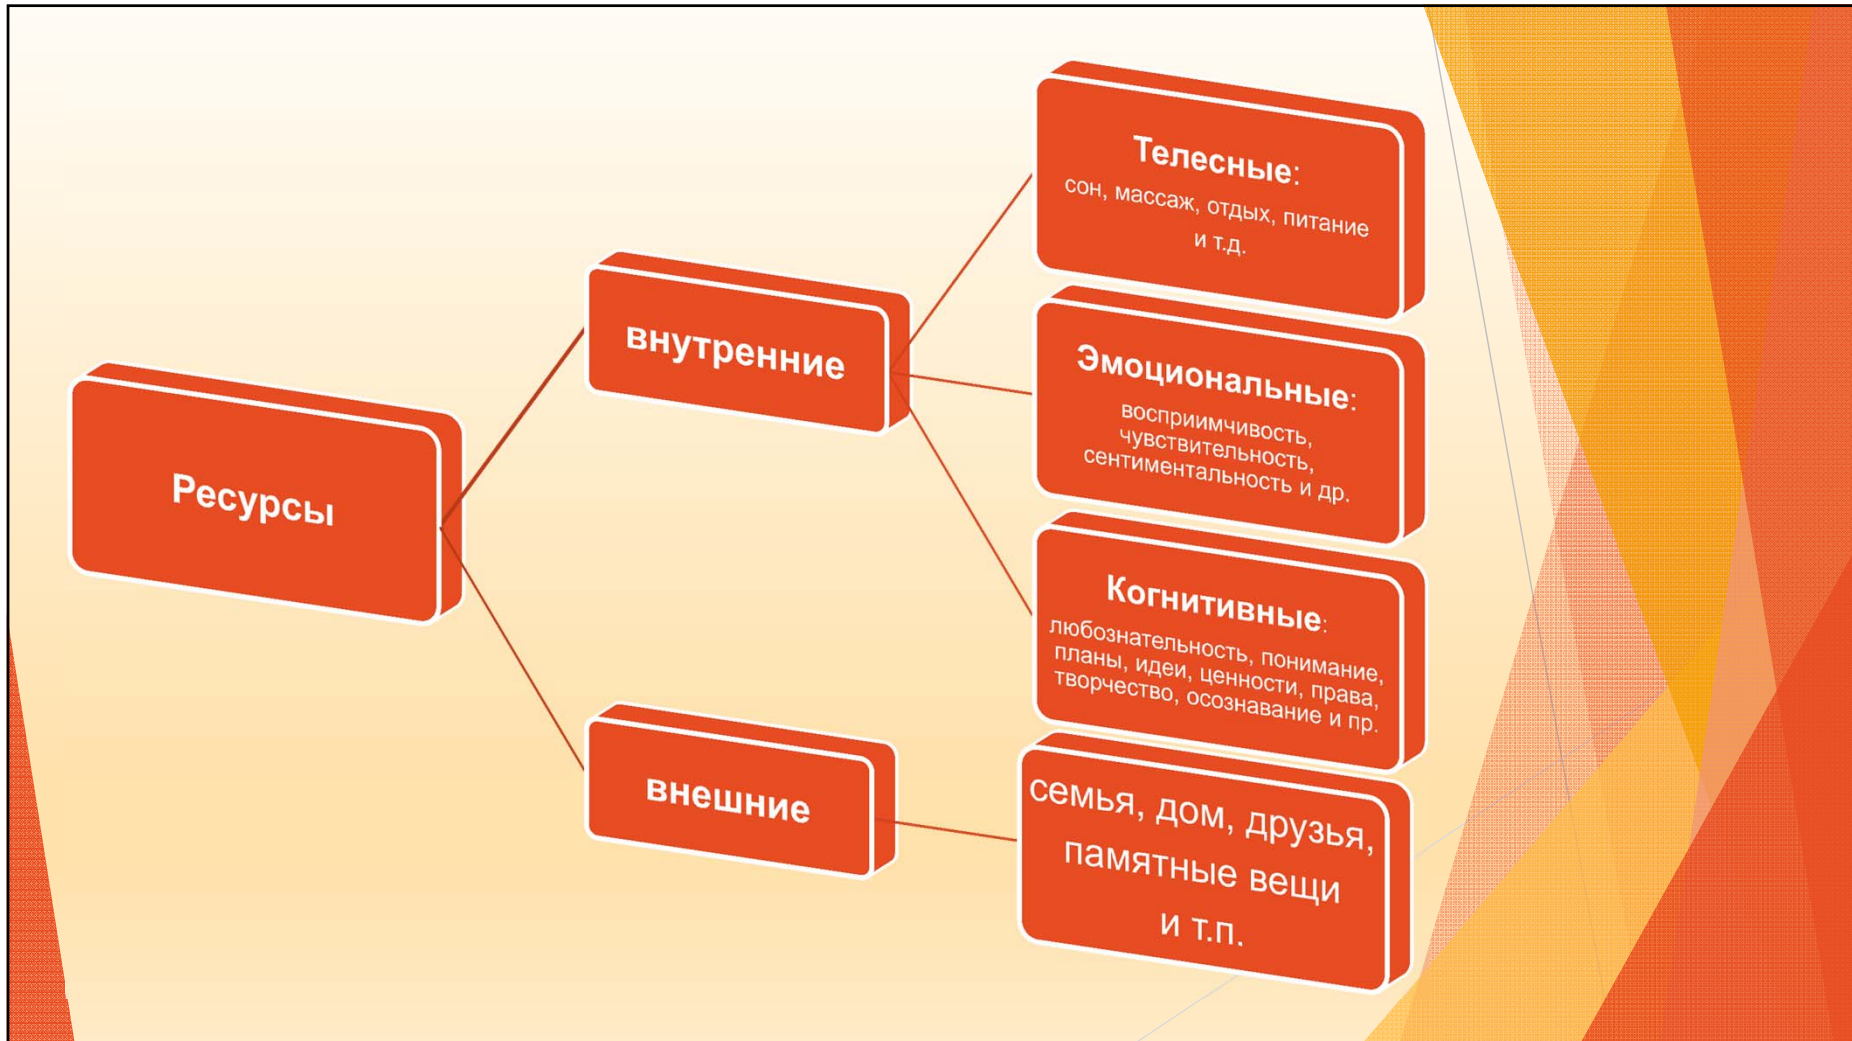 Ресурсы
внутренние
Телесные:
сон, массаж, отдых, питание
и т.д.
Эмоциональные:
восприимчивость,
чувствительность,
сентиментальность и др.
Когнитивные:
любознательность, понимание,
планы, идеи, ценности, права,
творчество, осознавание и пр.
внешние
семья, дом, друзья,
памятные вещи
и т.п.